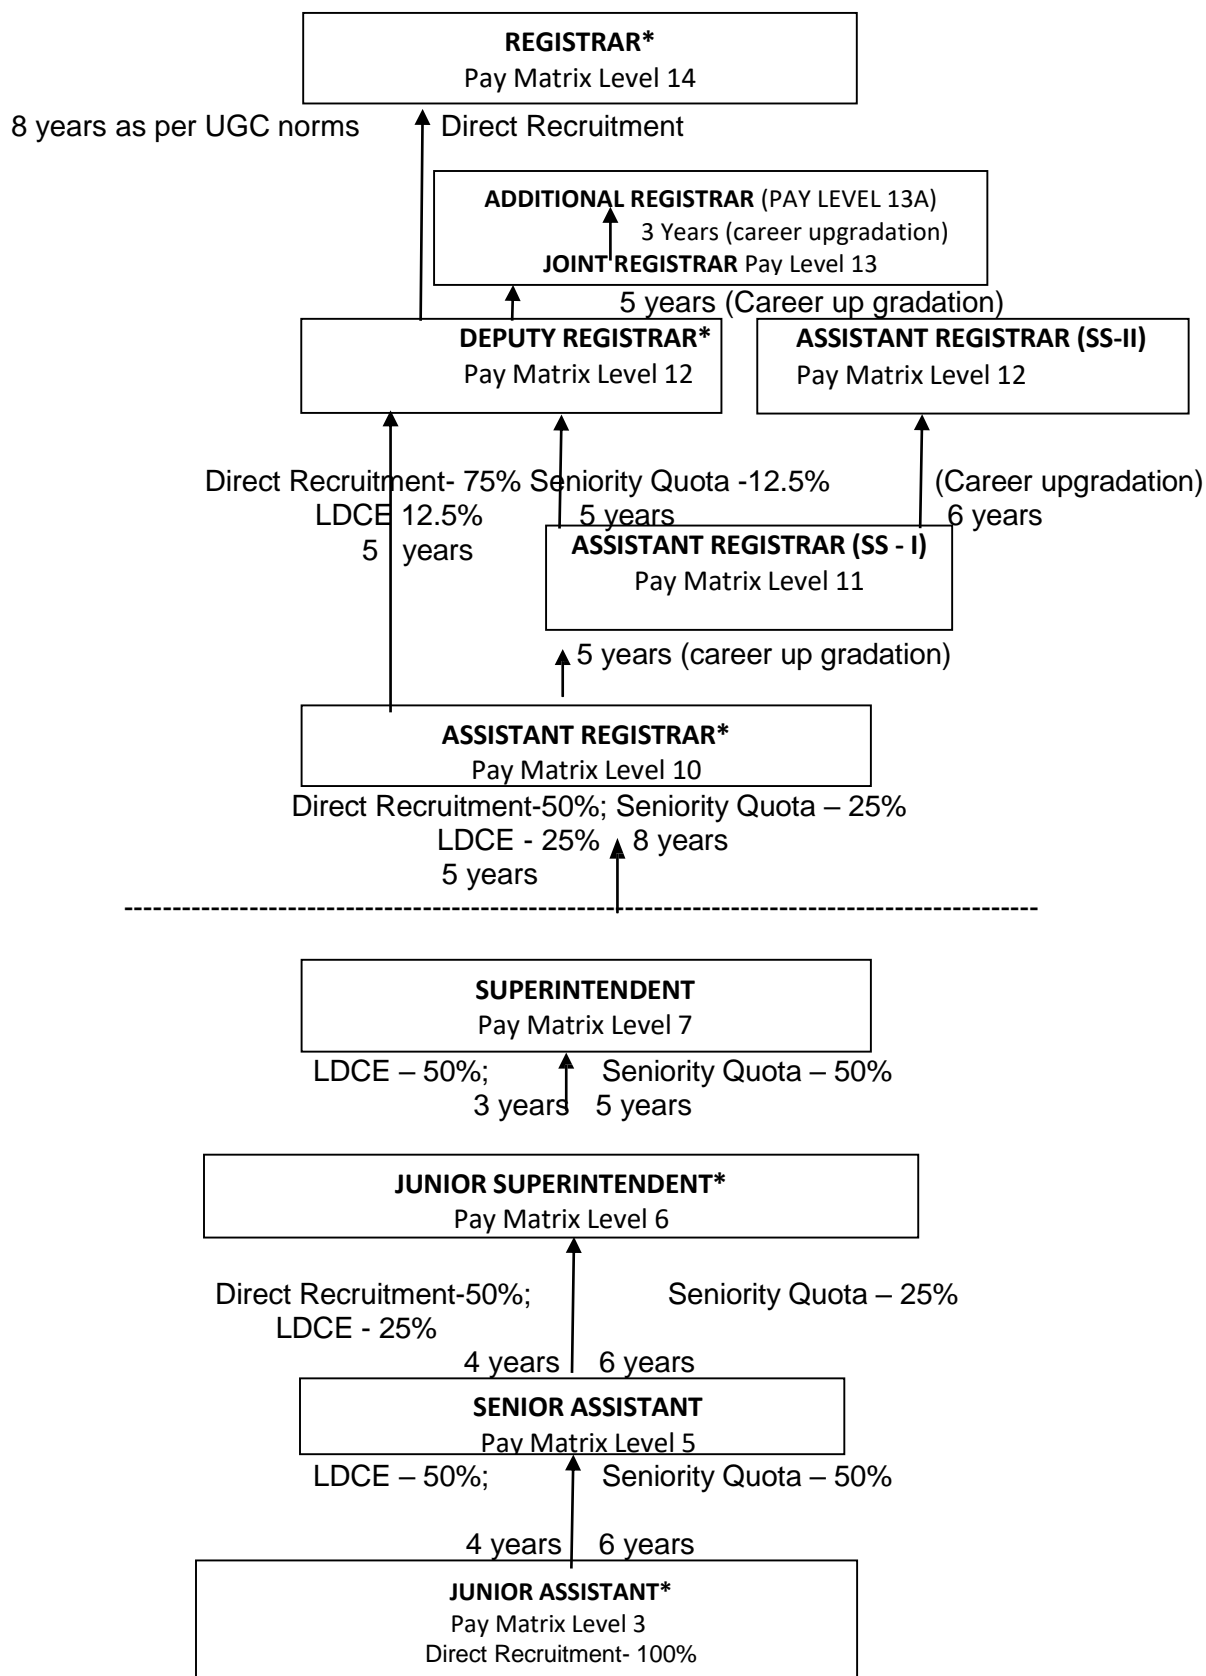 REGISTRAR*
Pay Matrix Level 14
8 years as per UGC norms Direct Recruitment
ADDITIONAL REGISTRAR (PAY LEVEL 13A)
3 Years (career upgradation)
JOINT REGISTRAR Pay Level 13
5 years (Career up gradation)
DEPUTY REGISTRAR* ASSISTANT REGISTRAR (SS-II)
Pay Matrix Level 12 Pay Matrix Level 12
Direct Recruitment- 75% Seniority Quota -12.5% (Career upgradation)
LDCE 12.5% 5 years 6 years
5 years
ASSISTANT REGISTRAR (SS - I)
Pay Matrix Level 11
5 years (career up gradation)
ASSISTANT REGISTRAR*
Pay Matrix Level 10
Direct Recruitment-50%; Seniority Quota – 25%
LDCE - 25% 8 years
5 years
SUPERINTENDENT
Pay Matrix Level 7
LDCE – 50%; Seniority Quota – 50%
3 years 5 years
JUNIOR SUPERINTENDENT*
Pay Matrix Level 6
Direct Recruitment-50%; Seniority Quota – 25%
LDCE - 25%
4 years 6 years
SENIOR ASSISTANT
Pay Matrix Level 5
LDCE – 50%; Seniority Quota – 50%
4 years 6 years
JUNIOR ASSISTANT*
Pay Matrix Level 3
Direct Recruitment- 100%